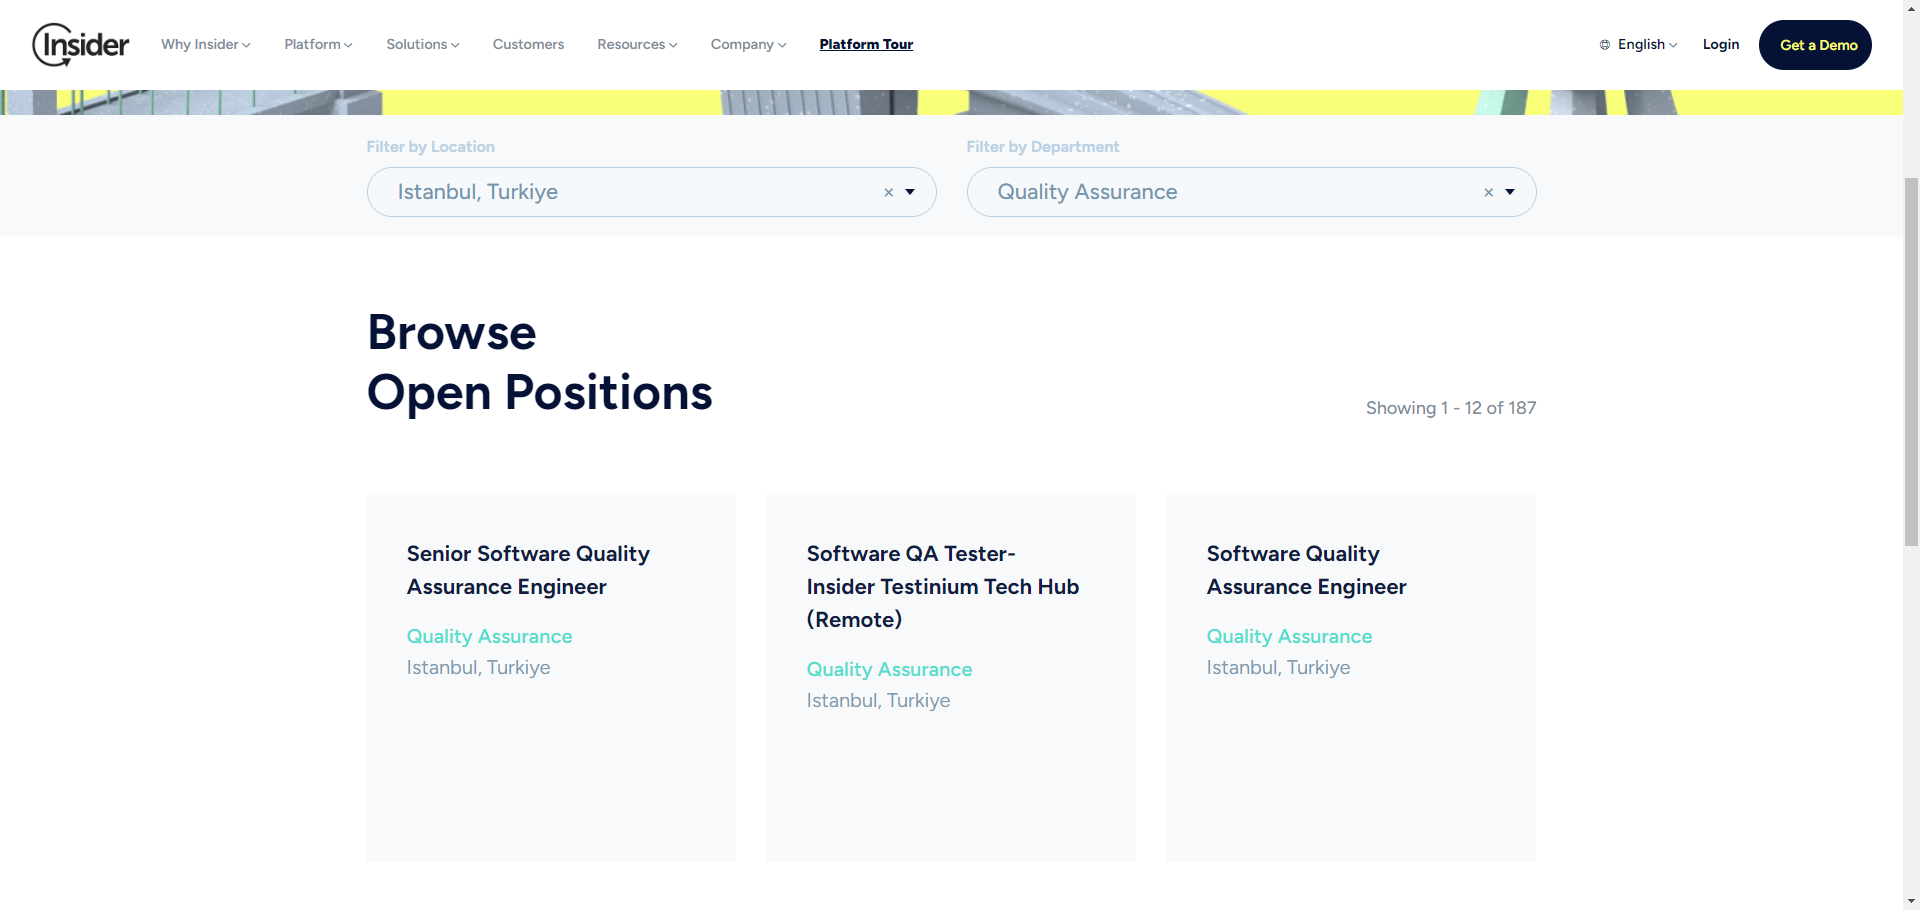 Insider
Why Insider
Platform
Solutions
Customers
Resources
Company
Platform Tour
English
Login
Get a Demo
Filter by Location
Filter by Department
Istanbul, Turkiye
×
Quality Assurance
×
Browse
Open Positions
Showing 1 - 12 of 187
Senior Software Quality
Assurance Engineer
Quality Assurance
Istanbul, Turkiye
Software QA Tester-
Insider Testinium Tech Hub
(Remote)
Quality Assurance
Istanbul, Turkiye
Software Quality
Assurance Engineer
Quality Assurance
Istanbul, Turkiye